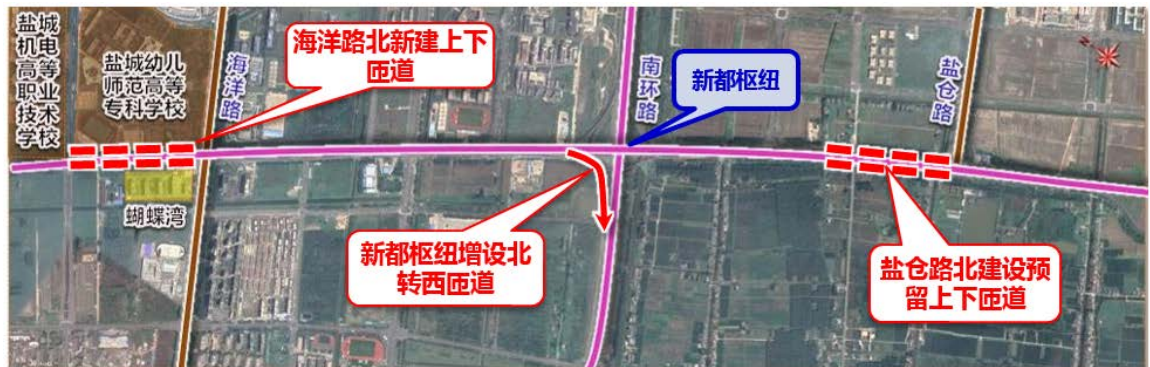 盐城
机电
高等
职业
技术
学校
盐城幼儿
师范高等
专科学校
海洋路
海洋路北新建上下
匝道
南环路
新都枢纽
盐仓路
蝴蝶湾
新都枢纽增设北
转西匝道
盐仓路北建设预
留上下匝道